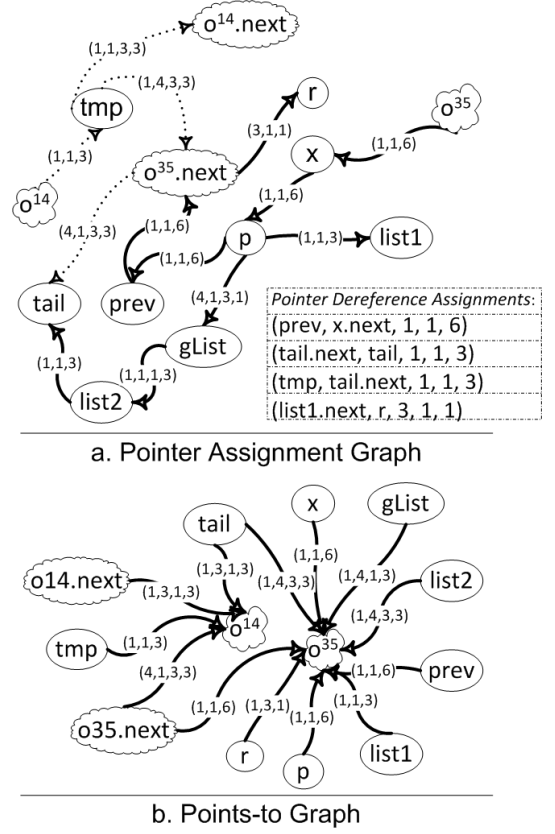 o¹⁴.next
(1,1,3,3)
(1,4,3,3)
tmp
r
o³⁵
(3,1,1)
(1,1,3)
o³⁵.next
x
(1,1,6)
o¹⁴
(1,1,6)
(4,1,3,3)
(1,1,6)
(1,1,6)
p
(1,1,3)
list1
tail
prev
(4,1,3,1)
gList
(1,1,3)
(1,1,1,3)
list2
Pointer Dereference Assignments:
(prev, x.next, 1, 1, 6)
(tail.next, tail, 1, 1, 3)
(tmp, tail.next, 1, 1, 3)
(list1.next, r, 3, 1, 1)
a. Pointer Assignment Graph
x
gList
tail
(1,1,6)
o14.next
(1,3,1,3)
(1,3,1,3)
(1,4,3,3)
(1,4,1,3)
list2
(1,4,3,3)
tmp
(1,1,3)
o¹⁴
o³⁵
(4,1,3,3)
(1,1,6)
prev
o35.next
(1,1,6)
(1,3,1)
(1,1,6)
(1,1,3)
r
p
list1
b. Points-to Graph